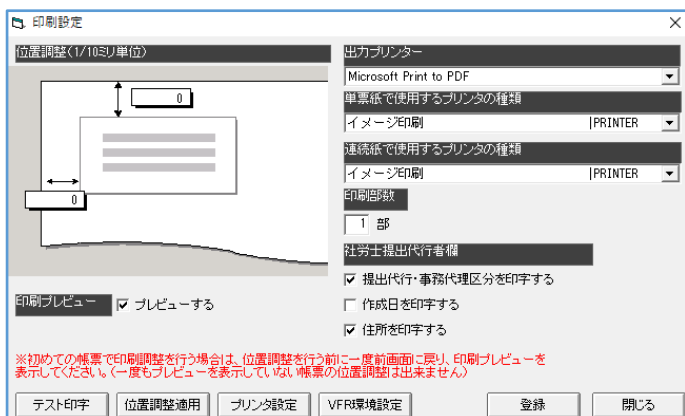 印刷設定
位置調整(1/10ミリ単位)
0
0
印刷プレビュー
プレビューする
出力プリンター
Microsoft Print to PDF
単票紙で使用するプリンタの種類
イメージ印刷 |PRINTER
連続紙で使用するプリンタの種類
イメージ印刷 |PRINTER
印刷部数
1 部
社労士提出代行者欄
提出代行・事務代理区分を印字する
作成日を印字する
住所を印字する
※初めての帳票で印刷調整を行う場合は、位置調整を行う前に一度前画面に戻り、印刷プレビューを
表示してください。(一度もプレビューを表示していない帳票の位置調整は出来ません)
テスト印字 位置調整適用 プリンタ設定 VFR環境設定 登録 閉じる